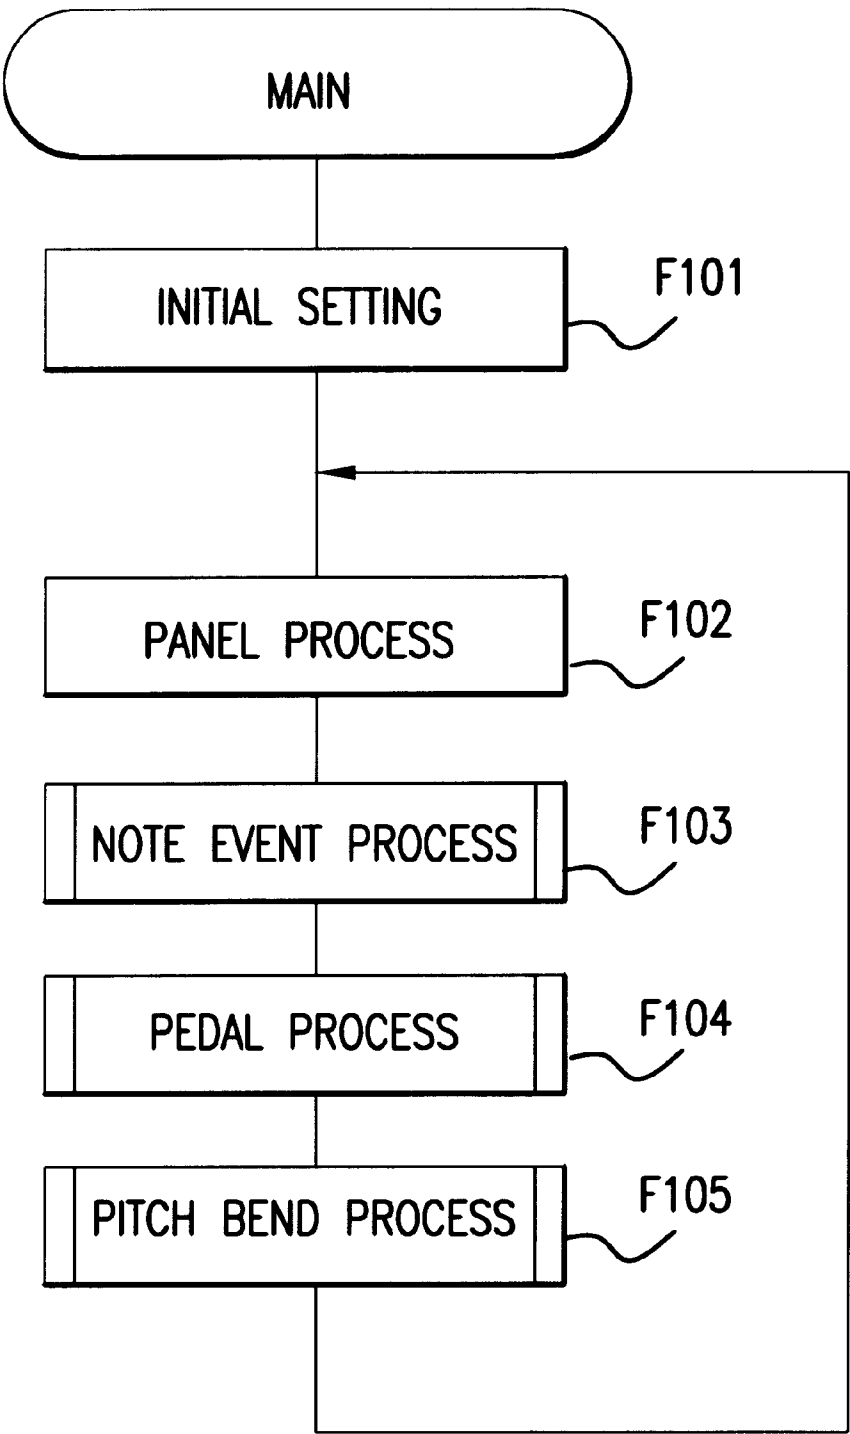 MAIN
INITIAL SETTING
F101
PANEL PROCESS
F102
NOTE EVENT PROCESS
F103
PEDAL PROCESS
F104
PITCH BEND PROCESS
F105